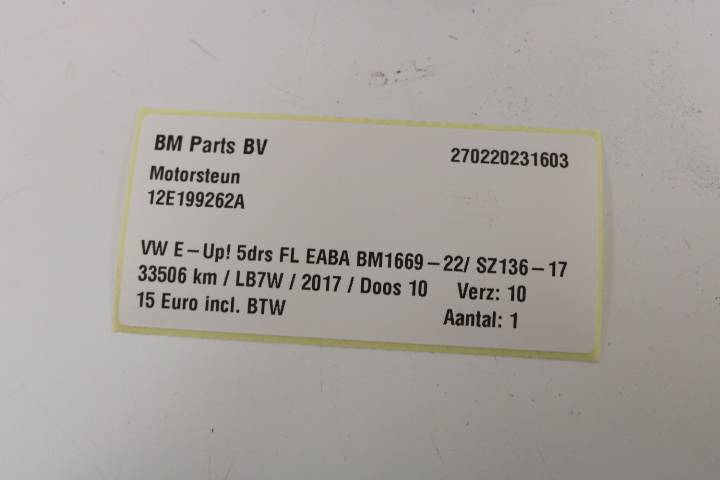 BM Parts BV 270220231603
Motorsteun
12E199262A
VW E-Up! 5drs FL EABA BM1669-22/ SZ136-17
33506 km / LB7W / 2017 / Doos 10 Verz: 10
15 Euro incl. BTW Aantal: 1